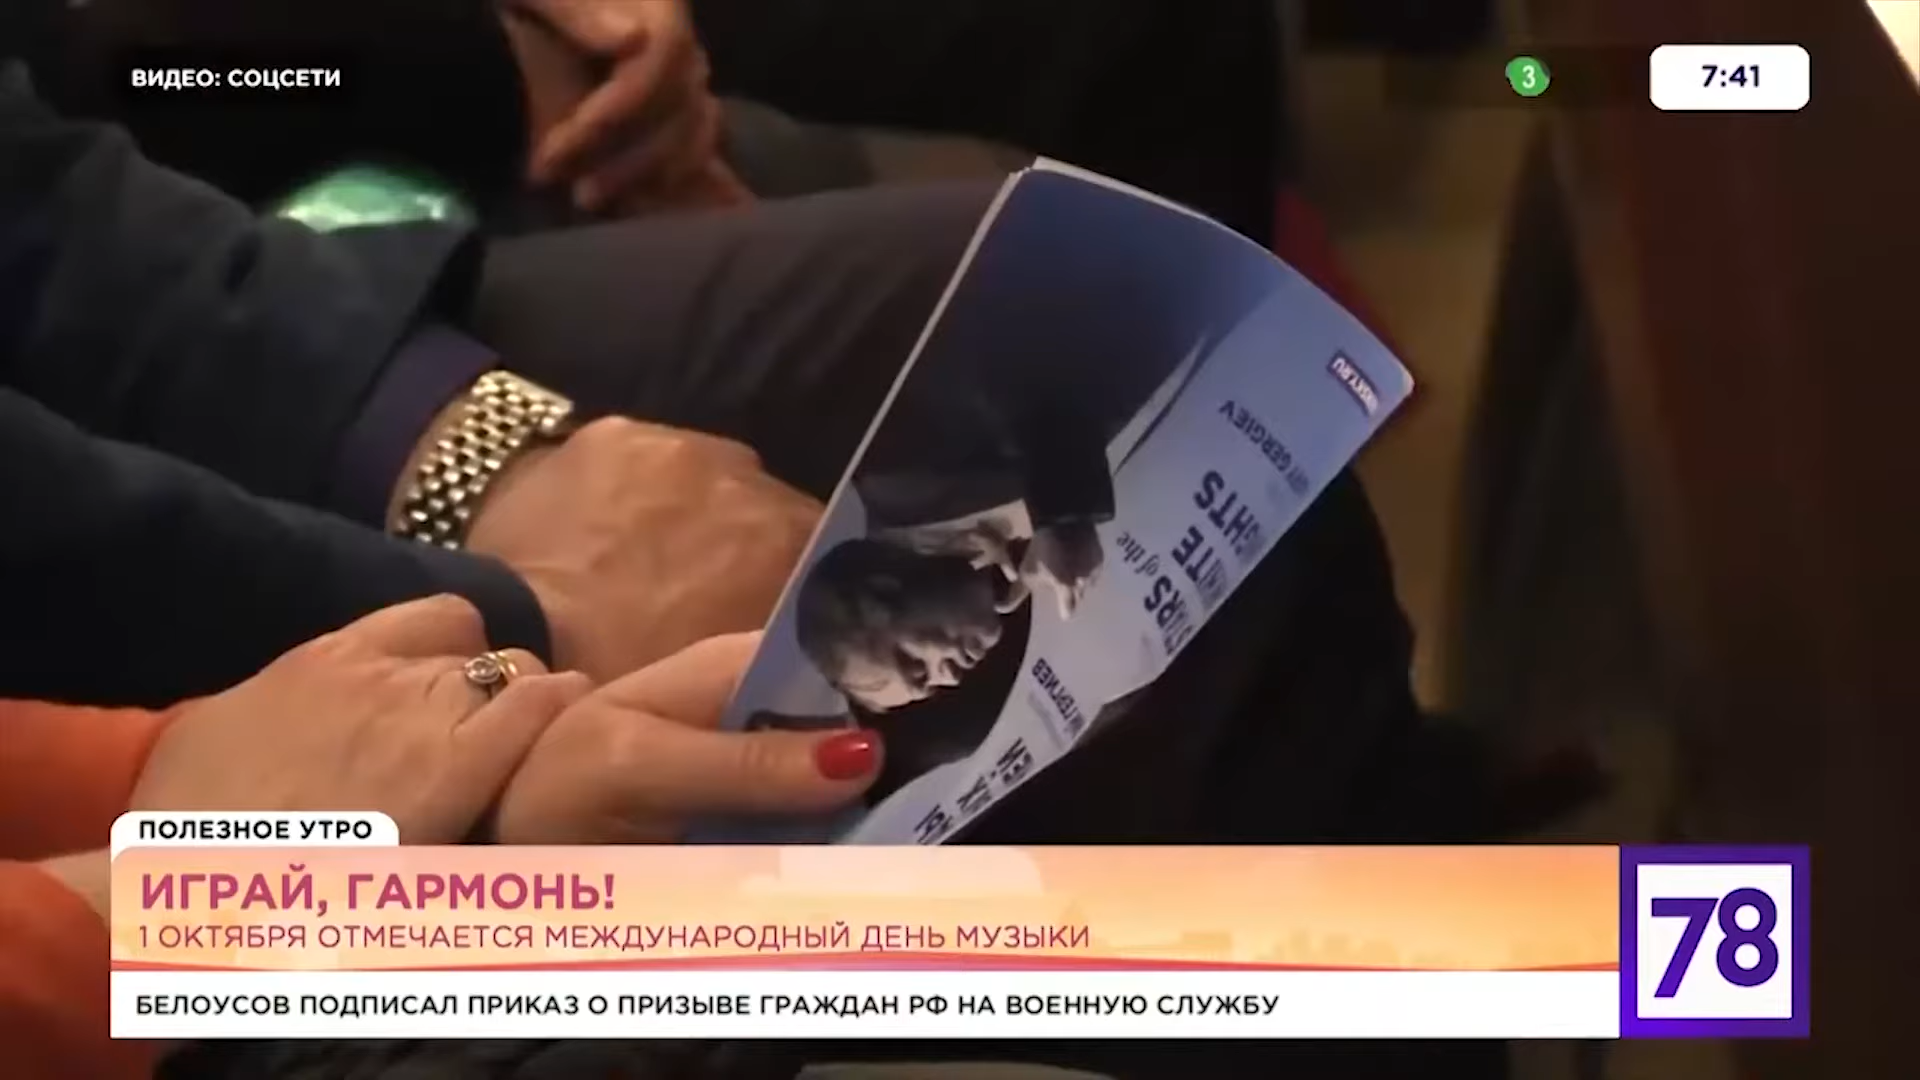 ВИДЕО: СОЦСЕТИ
3
7:41
GERGIEV
STARS of the
WHITE
ПОЛЕЗНОЕ УТРО
ИГРАЙ, ГАРМОНЬ!
1 ОКТЯБРЯ ОТМЕЧАЕТСЯ МЕЖДУНАРОДНЫЙ ДЕНЬ МУЗЫКИ
БЕЛОУСОВ ПОДПИСАЛ ПРИКАЗ О ПРИЗЫВЕ ГРАЖДАН РФ НА ВОЕННУЮ СЛУЖБУ
78